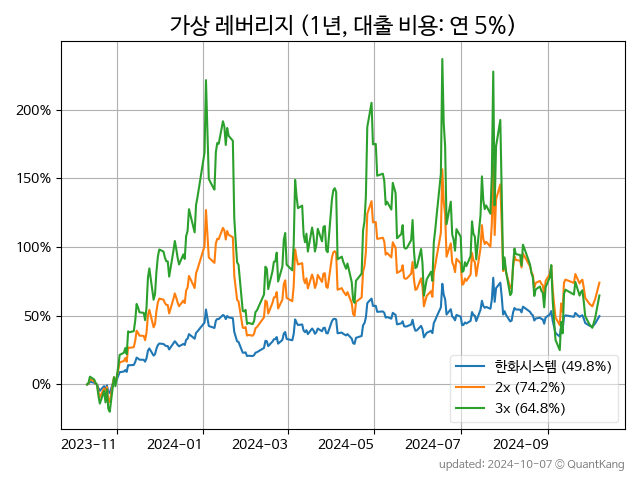 가상 레버리지 (1년, 대출 비용: 연 5%)
200%
150%
100%
50%
0%
한화시스템 (49.8%)
2x (74.2%)
3x (64.8%)
2023-11 2024-01 2024-03 2024-05 2024-07 2024-09
updated: 2024-10-07 © QuantKang